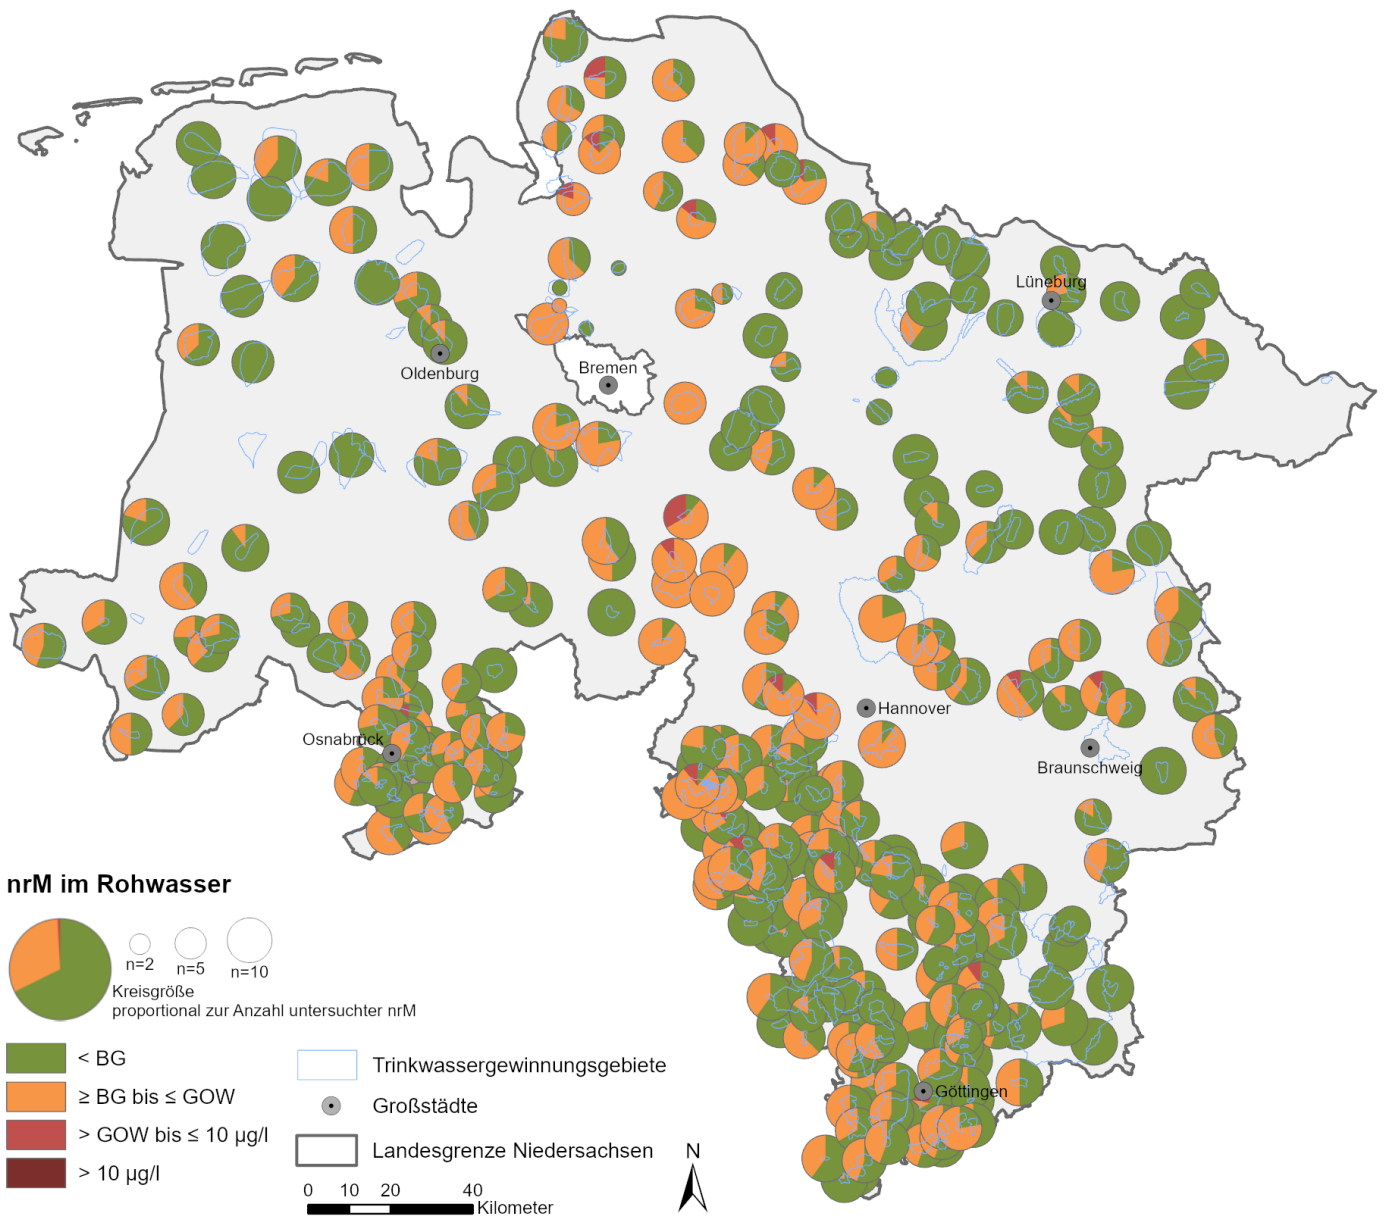 Lüneburg
Bremen
Oldenburg
Hannover
Osnabrück
Braunschweig
Göttingen
nrM im Rohwasser
n=2
n=5
n=10
Kreisgröße
proportional zur Anzahl untersuchter nrM
< BG
≥ BG bis ≤ GOW
> GOW bis ≤ 10 µg/l
> 10 µg/l
Trinkwassergewinnungsgebiete
Großstädte
Landesgrenze Niedersachsen
0 10 20 40
Kilometer
N